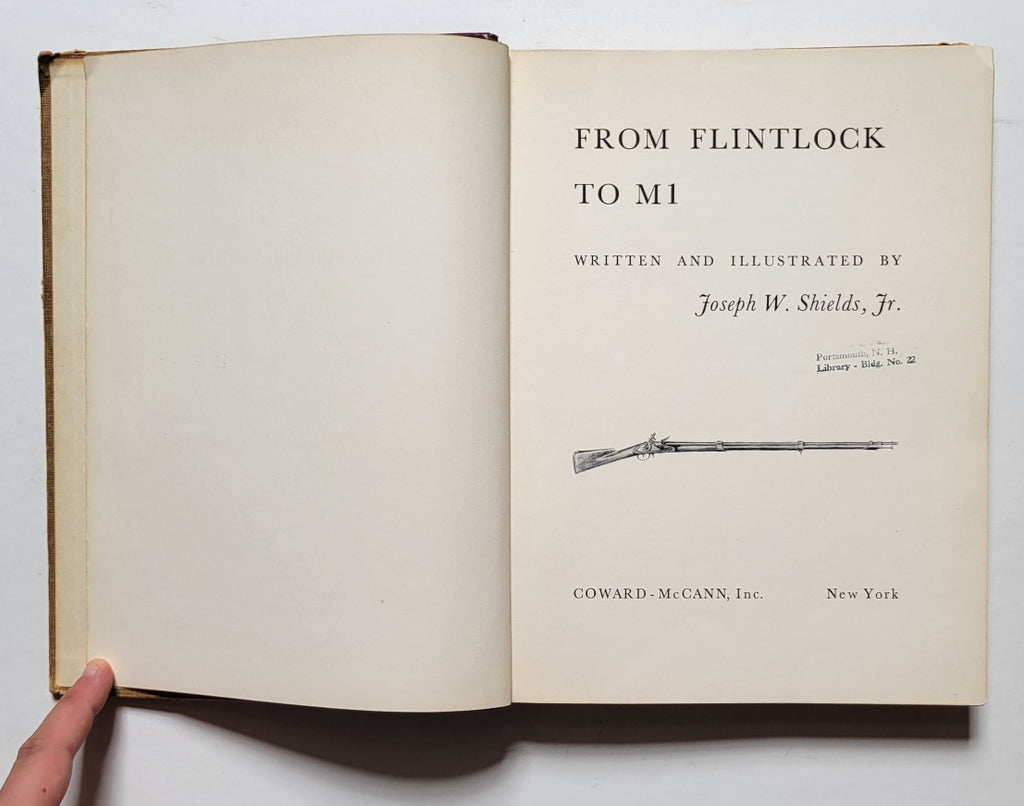 FROM FLINTLOCK
TO M1
WRITTEN AND ILLUSTRATED BY
Joseph W. Shields, Jr.
Portsmouth, N. H.
Library - Bldg. No. 22
COWARD-McCANN, Inc. New York